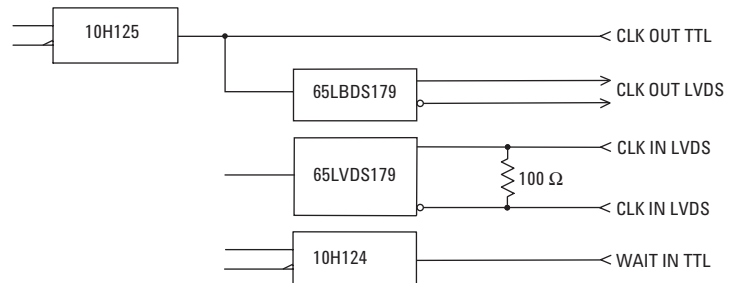 10H125
CLK OUT TTL
65LBDS179
CLK OUT LVDS
CLK IN LVDS
65LVDS179
100 Ω
CLK IN LVDS
10H124
WAIT IN TTL